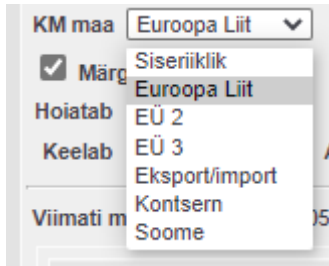 KM maa Euroopa Liit
Märg Siseriiklik
Euroopa Liit
Hoiatab EÜ 2
Keelab EÜ 3
Eksport/import
Viimati m Kontsern 05
Soome